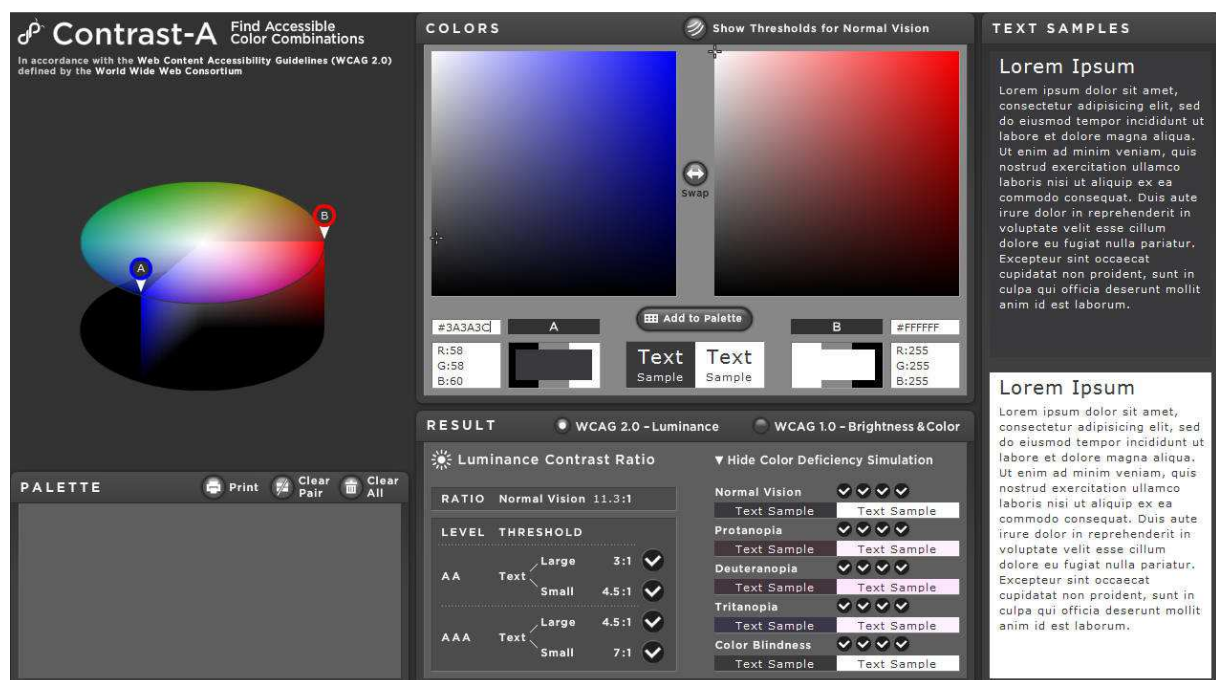 Contrast-A Find Accessible
Color Combinations
In accordance with the Web Content Accessibility Guidelines (WCAG 2.0)
defined by the World Wide Web Consortium
B
A
PALETTE Print Clear Pair Clear All
COLORS Show Thresholds for Normal Vision
Swap
Add to Palette
#3A3A3C A B #FFFFFF
R:58
G:58
B:60
Text Text
Sample Sample
R:255
G:255
B:255
RESULT WCAG 2.0 - Luminance WCAG 1.0 - Brightness & Color
Luminance Contrast Ratio
RATIO Normal Vision 11.3:1
LEVEL THRESHOLD
AA Text
Large 3:1
Small 4.5:1
AAA Text
Large 4.5:1
Small 7:1
▼ Hide Color Deficiency Simulation
Normal Vision
Text Sample Text Sample
Protanopia
Text Sample Text Sample
Deuteranopia
Text Sample Text Sample
Tritanopia
Text Sample Text Sample
Color Blindness
Text Sample Text Sample
TEXT SAMPLES
Lorem Ipsum
Lorem ipsum dolor sit amet,
consectetur adipisicing elit, sed
do eiusmod tempor incididunt ut
labore et dolore magna aliqua.
Ut enim ad minim veniam, quis
nostrud exercitation ullamco
laboris nisi ut aliquip ex ea
commodo consequat. Duis aute
irure dolor in reprehenderit in
voluptate velit esse cillum
dolore eu fugiat nulla pariatur.
Excepteur sint occaecat
cupidatat non proident, sunt in
culpa qui officia deserunt mollit
anim id est laborum.
Lorem Ipsum
Lorem ipsum dolor sit amet,
consectetur adipisicing elit, sed
do eiusmod tempor incididunt ut
labore et dolore magna aliqua.
Ut enim ad minim veniam, quis
nostrud exercitation ullamco
laboris nisi ut aliquip ex ea
commodo consequat. Duis aute
irure dolor in reprehenderit in
voluptate velit esse cillum
dolore eu fugiat nulla pariatur.
Excepteur sint occaecat
cupidatat non proident, sunt in
culpa qui officia deserunt mollit
anim id est laborum.